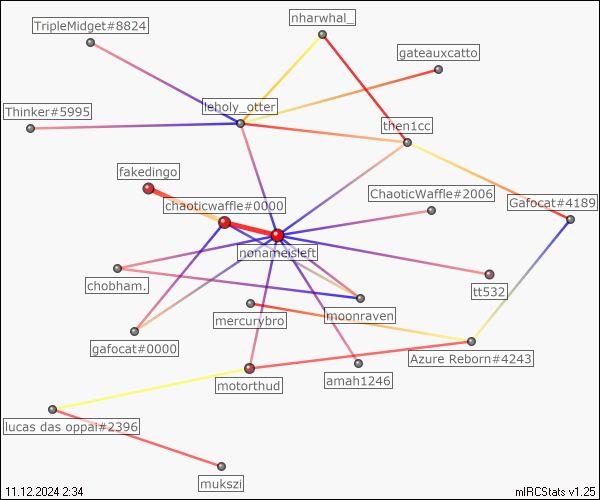 TripleMidget#8824
nharwhal_
gateauxcatto
Thinker#5995
leholy_otter
then1cc
fakedingo
chaoticwaffle#0000
ChaoticWaffle#2006
Gafocat#4189
nonameisleft
chobham.
tt532
moonraven
mercurybro
gafocat#0000
Azure Reborn#4243
motorthud
amah1246
lucas das oppai#2396
mukszi
11.12.2024 2:34
mIRCStats v1.25